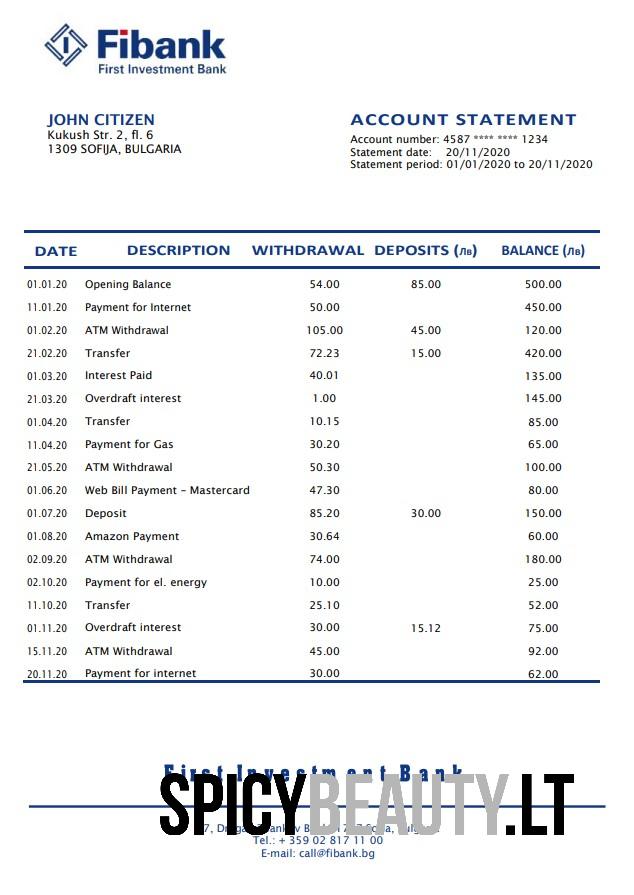 Fibank
First Investment Bank
JOHN CITIZEN
Kukush Str. 2, fl. 6
1309 SOFIJA, BULGARIA
ACCOUNT STATEMENT
Account number: 4587 **** **** 1234
Statement date: 20/11/2020
Statement period: 01/01/2020 to 20/11/2020
DATE DESCRIPTION WITHDRAWAL DEPOSITS (Лв) BALANCE (Лв)
01.01.20 Opening Balance 54.00 85.00 500.00
11.01.20 Payment for Internet 50.00 450.00
01.02.20 ATM Withdrawal 105.00 45.00 120.00
21.02.20 Transfer 72.23 15.00 420.00
01.03.20 Interest Paid 40.01 135.00
21.03.20 Overdraft interest 1.00 145.00
01.04.20 Transfer 10.15 85.00
11.04.20 Payment for Gas 30.20 65.00
21.05.20 ATM Withdrawal 50.30 100.00
01.06.20 Web Bill Payment - Mastercard 47.30 80.00
01.07.20 Deposit 85.20 30.00 150.00
01.08.20 Amazon Payment 30.64 60.00
02.09.20 ATM Withdrawal 74.00 180.00
02.10.20 Payment for el. energy 10.00 25.00
11.10.20 Transfer 25.10 52.00
01.11.20 Overdraft interest 30.00 15.12 75.00
15.11.20 ATM Withdrawal 45.00 92.00
20.11.20 Payment for internet 30.00 62.00
First Investment Bank
SPICYBEAUTY.LT
Tel.: + 359 02 817 11 00
E-mail: call@fibank.bg